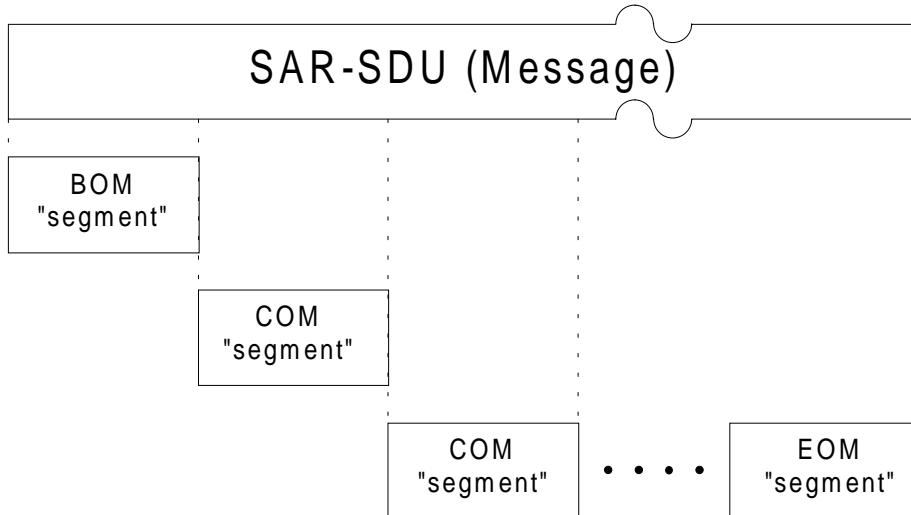 SAR-SDU (Message)
BOM
"segment"
COM
"segment"
COM
"segment"
EOM
"segment"